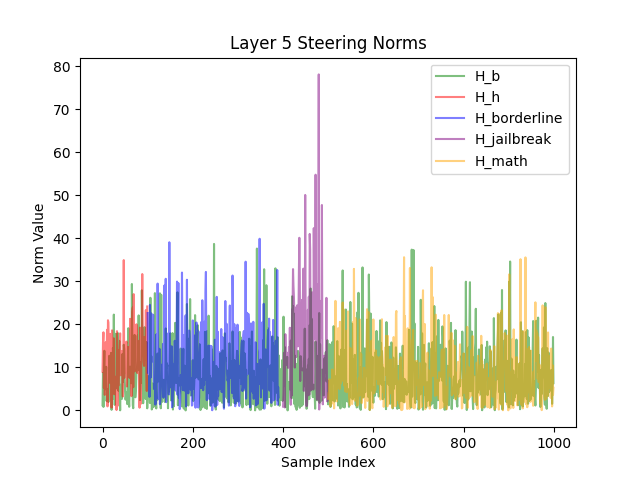 Layer 5 Steering Norms
H_b
H_h
H_borderline
H_jailbreak
H_math
Norm Value
80
70
60
50
40
30
20
10
0
0 200 400 600 800 1000
Sample Index